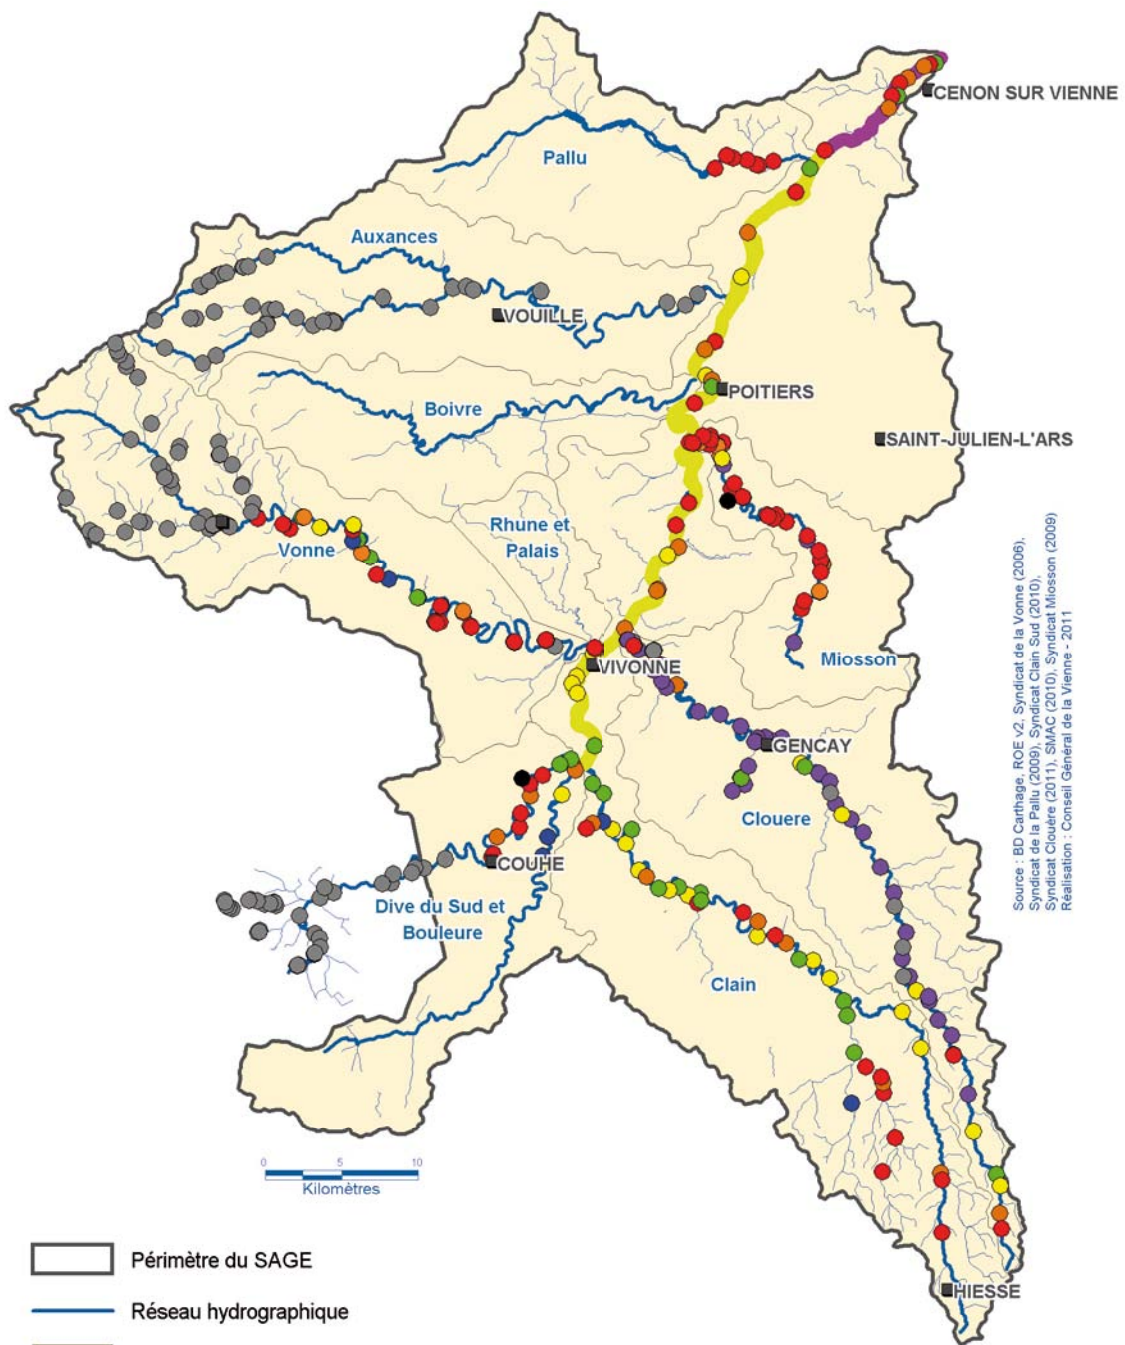 CENON SUR VIENNE
Pallu
Auxances
VOUILLE
POITIERS
Boivre
SAINT-JULIEN-L'ARS
Rhune et
Palais
Vonne
Miosson
VIVONNE
GENCAY
Clouere
COUHE
Dive du Sud et
Bouleure
Clain
Source : BD Carthage, ROE v2, Syndicat de la Vonne (2006),
Syndicat de la Pallu (2009), Syndicat Clain Sud (2010),
Syndicat Clouère (2011), SMAC (2010), Syndicat Miosson (2009)
Réalisation : Conseil Général de la Vienne - 2011
0 5 10
Kilomètres
HIESSE
Périmètre du SAGE
Réseau hydrographique